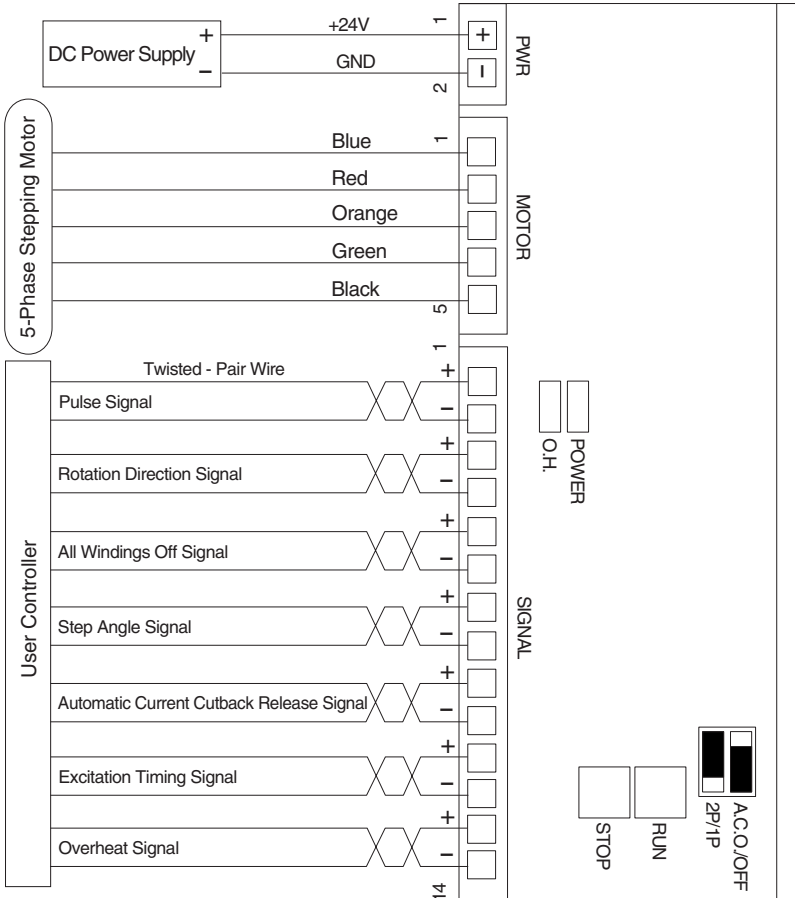 DC Power Supply
+
−
+24V
GND
1
2
+
−
PWR
5-Phase Stepping Motor
Blue
Red
Orange
Green
Black
1
5
MOTOR
User Controller
Twisted - Pair Wire
1
Pulse Signal
+
−
Rotation Direction Signal
+
−
All Windings Off Signal
+
−
Step Angle Signal
+
−
Automatic Current Cutback Release Signal
+
−
Excitation Timing Signal
+
−
Overheat Signal
+
−
14
SIGNAL
O.H.
POWER
STOP
RUN
2P/1P
A.C.O./OFF